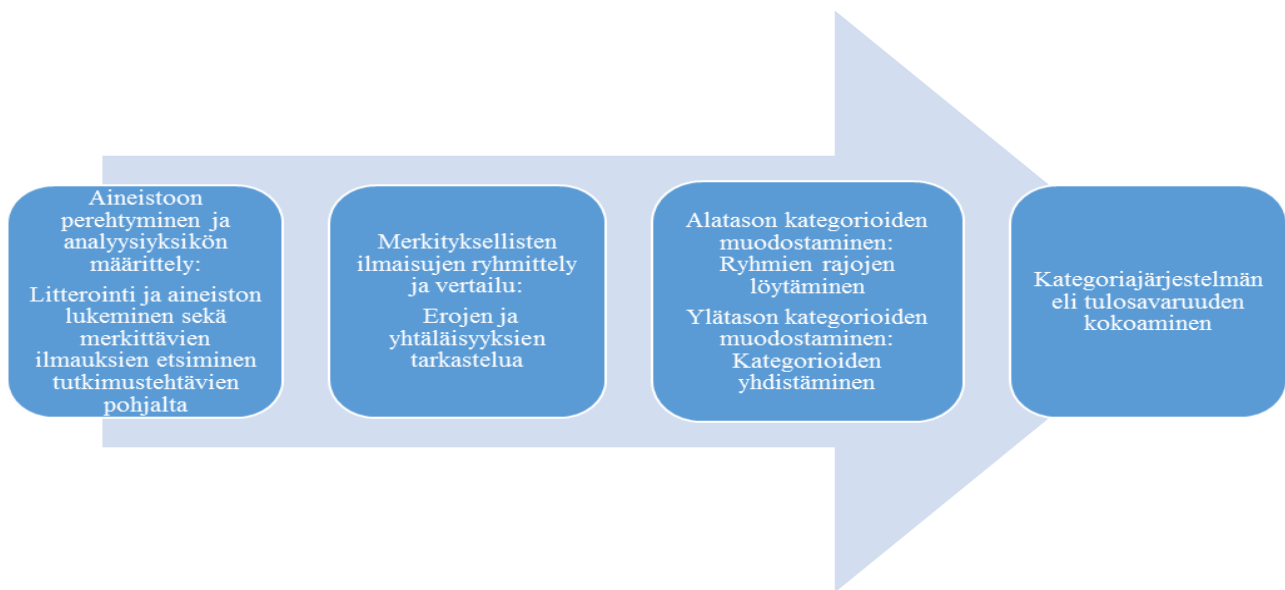 Aineistoon
perehtyminen ja
analyysiyksikön
määrittely:
Litterointi ja aineiston
lukeminen sekä
merkittävien
ilmauksien etsiminen
tutkimustehtävien
pohjalta
Merkityksellisten
ilmaisujen ryhmittely
ja vertailu:
Erojen ja
yhtäläisyyksien
tarkastelua
Alatason kategorioiden
muodostaminen:
Ryhmien rajojen
löytäminen
Ylätason kategorioiden
muodostaminen:
Kategorioiden
yhdistäminen
Kategoriajärjestelmän
eli tulosavaruuden
kokoaminen